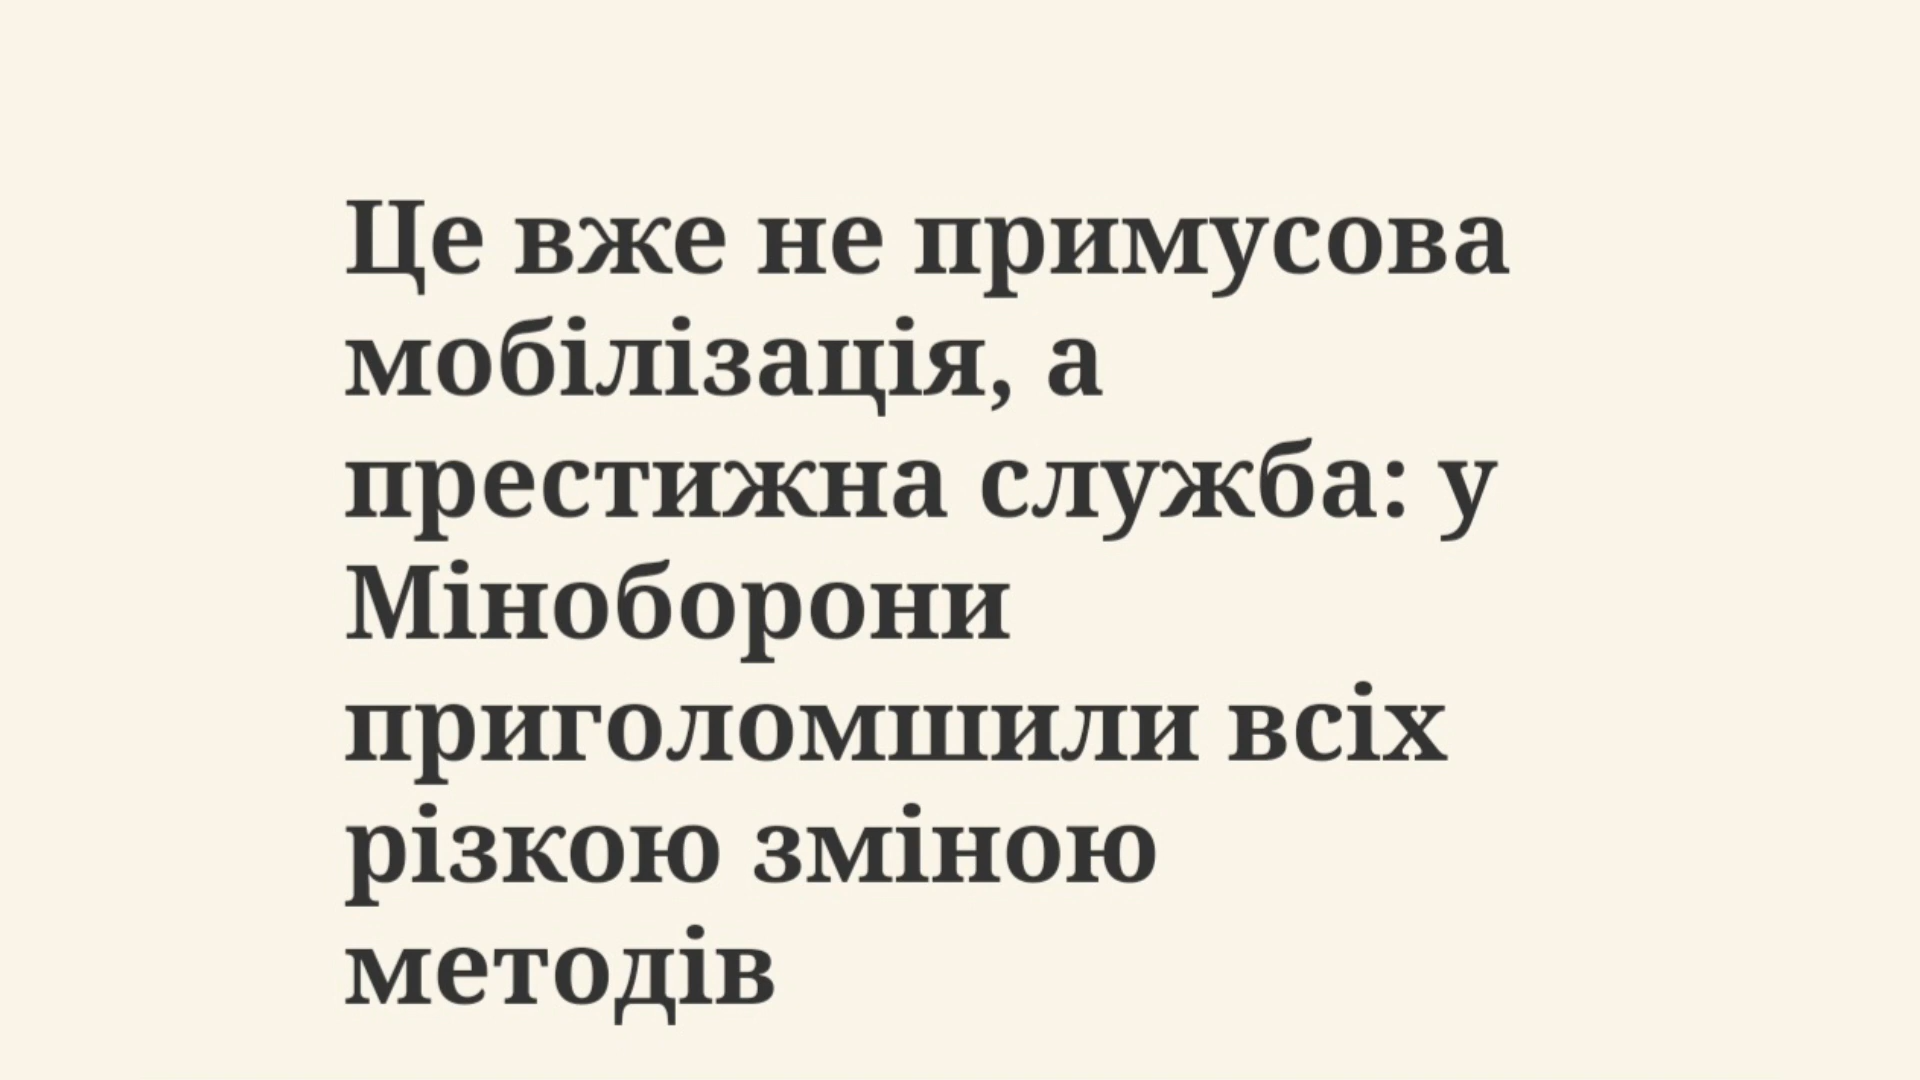 Це вже не примусова
мобілізація, а
престижна служба: у
Міноборони
приголомшили всіх
різкою зміною
методів